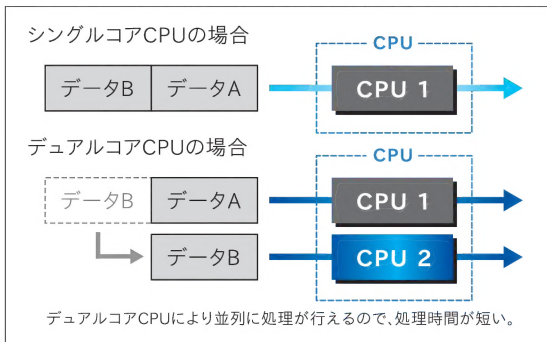 シングルコアCPUの場合
CPU
データB データA
CPU 1
デュアルコアCPUの場合
CPU
データB データA
CPU 1
データB
CPU 2
デュアルコアCPUにより並列に処理が行えるので、処理時間が短い。